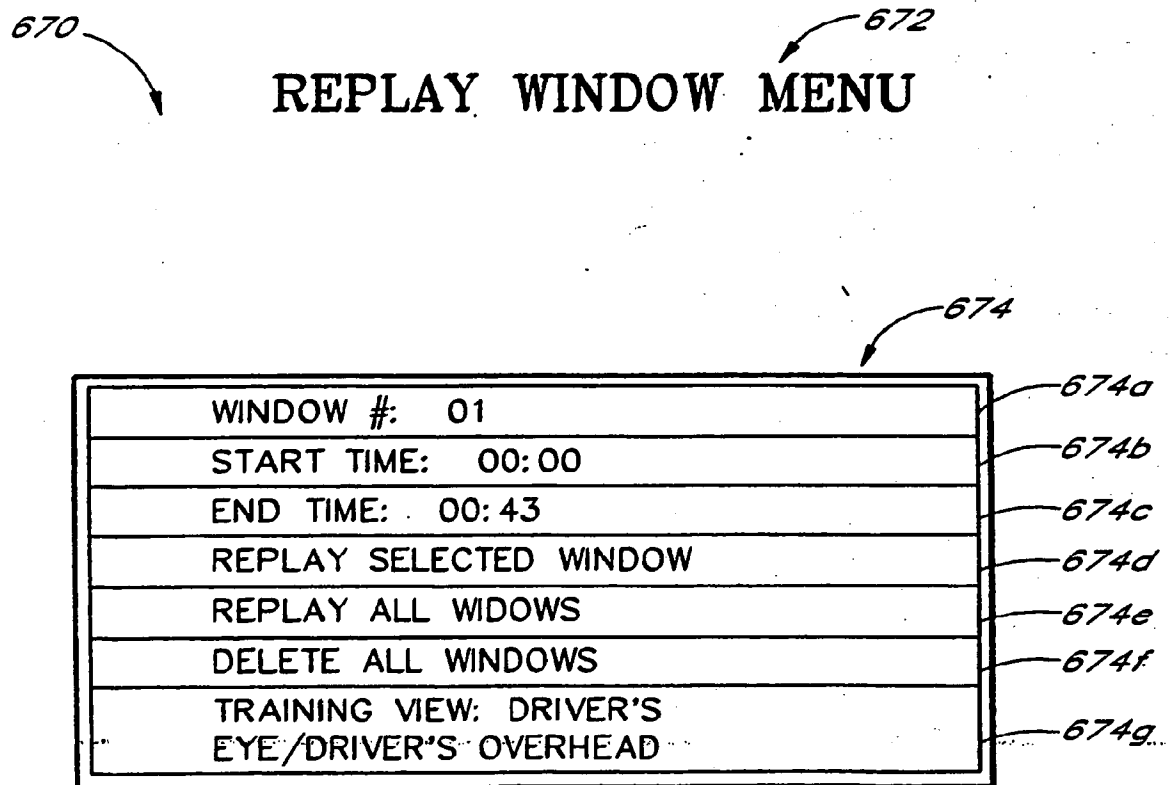 670
672
REPLAY WINDOW MENU
674
WINDOW #: 01
674a
START TIME: 00:00
674b
END TIME: 00:43
674c
REPLAY SELECTED WINDOW
674d
REPLAY ALL WIDOWS
674e
DELETE ALL WINDOWS
674f
TRAINING VIEW: DRIVER'S
EYE/DRIVER'S OVERHEAD
674g